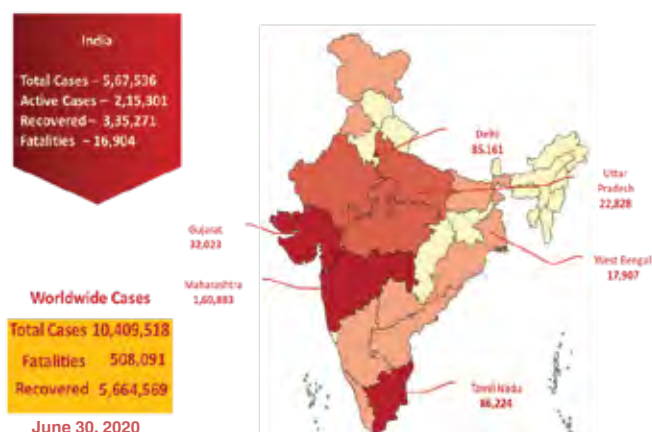 India
Total Cases – 5,67,536
Active Cases – 2,15,301
Recovered – 3,35,271
Fatalities – 16,904
Delhi
85,161
Uttar
Pradesh
22,828
Gujarat
32,023
West Bengal
17,907
Maharashtra
1,69,883
Worldwide Cases
Total Cases 10,409,518
Fatalities 508,091
Recovered 5,664,569
Tamil Nadu
86,224
June 30, 2020